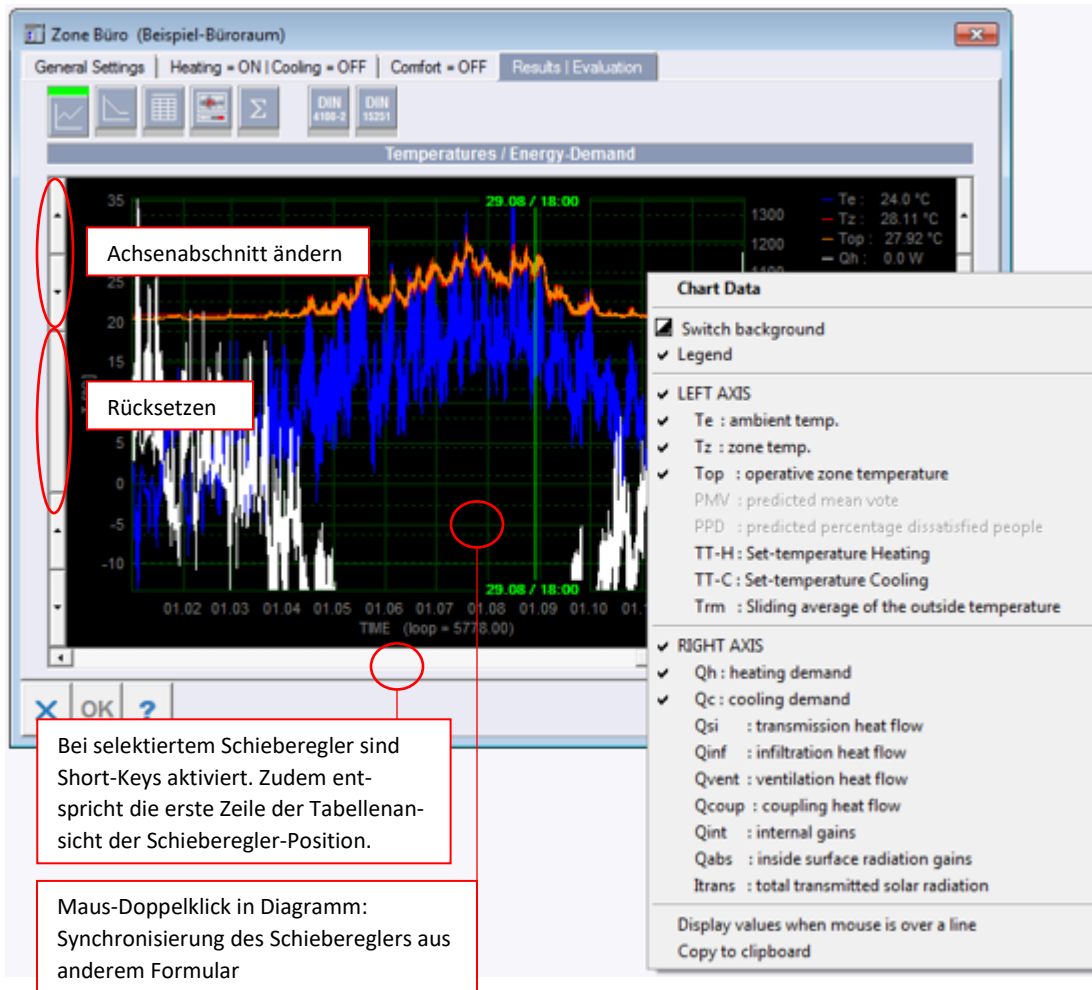 Zone Büro (Beispiel-Büroraum)
General Settings | Heating = ON | Cooling = OFF | Comfort = OFF | Results | Evaluation
DIN 4108-2
DIN 15251
Temperatures / Energy-Demand
35
25
20
15
5
0
-5
-10
29.08 / 18:00
1300
1200
Te : 24.0 °C
Tz : 28.11 °C
Top : 27.92 °C
Qh : 0.0 W
Achsenabschnitt ändern
Rücksetzen
29.08 / 18:00
01.02 01.03 01.04 01.05 01.06 01.07 01.08 01.09 01.10
TIME (loop = 5778.00)
OK ?
Chart Data
Switch background
Legend
LEFT AXIS
Te : ambient temp.
Tz : zone temp.
Top : operative zone temperature
PMV : predicted mean vote
PPD : predicted percentage dissatisfied people
TT-H : Set-temperature Heating
TT-C : Set-temperature Cooling
Trm : Sliding average of the outside temperature
RIGHT AXIS
Qh : heating demand
Qc : cooling demand
Qsi : transmission heat flow
Qinf : infiltration heat flow
Qvent : ventilation heat flow
Qcoup : coupling heat flow
Qint : internal gains
Qabs : inside surface radiation gains
Itrans : total transmitted solar radiation
Display values when mouse is over a line
Copy to clipboard
Bei selektiertem Schieberegler sind
Short-Keys aktiviert. Zudem ent-
spricht die erste Zeile der Tabellenan-
sicht der Schieberegler-Position.
Maus-Doppelklick in Diagramm:
Synchronisierung des Schiebereglers aus
anderem Formular